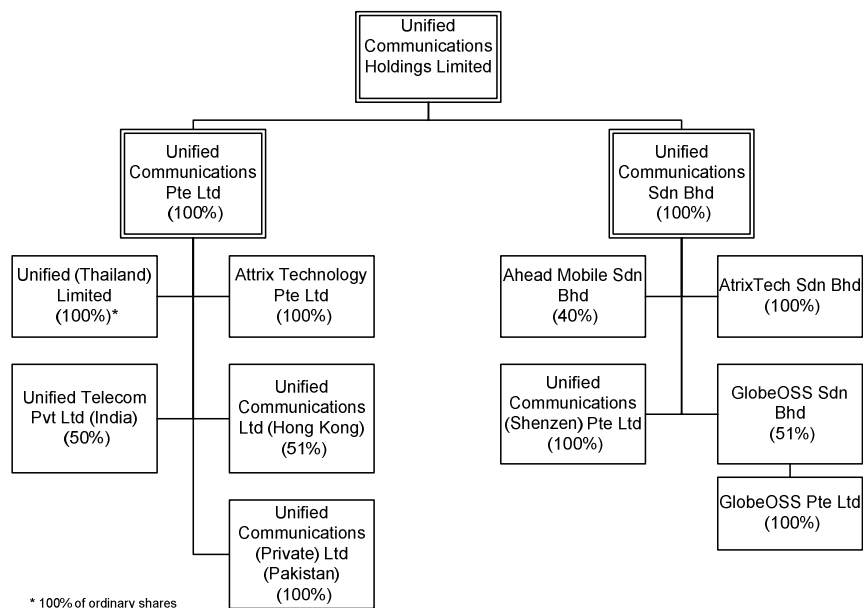 Unified
Communications
Holdings Limited
Unified
Communications
Pte Ltd
(100%)
Unified
Communications
Sdn Bhd
(100%)
Unified (Thailand)
Limited
(100%)*
Attrix Technology
Pte Ltd
(100%)
Ahead Mobile Sdn
Bhd
(40%)
AtrixTech Sdn Bhd
(100%)
Unified Telecom
Pvt Ltd (India)
(50%)
Unified
Communications
Ltd (Hong Kong)
(51%)
Unified
Communications
(Shenzen) Pte Ltd
(100%)
GlobeOSS Sdn
Bhd
(51%)
GlobeOSS Pte Ltd
(100%)
Unified
Communications
(Private) Ltd
(Pakistan)
(100%)
* 100% of ordinary shares